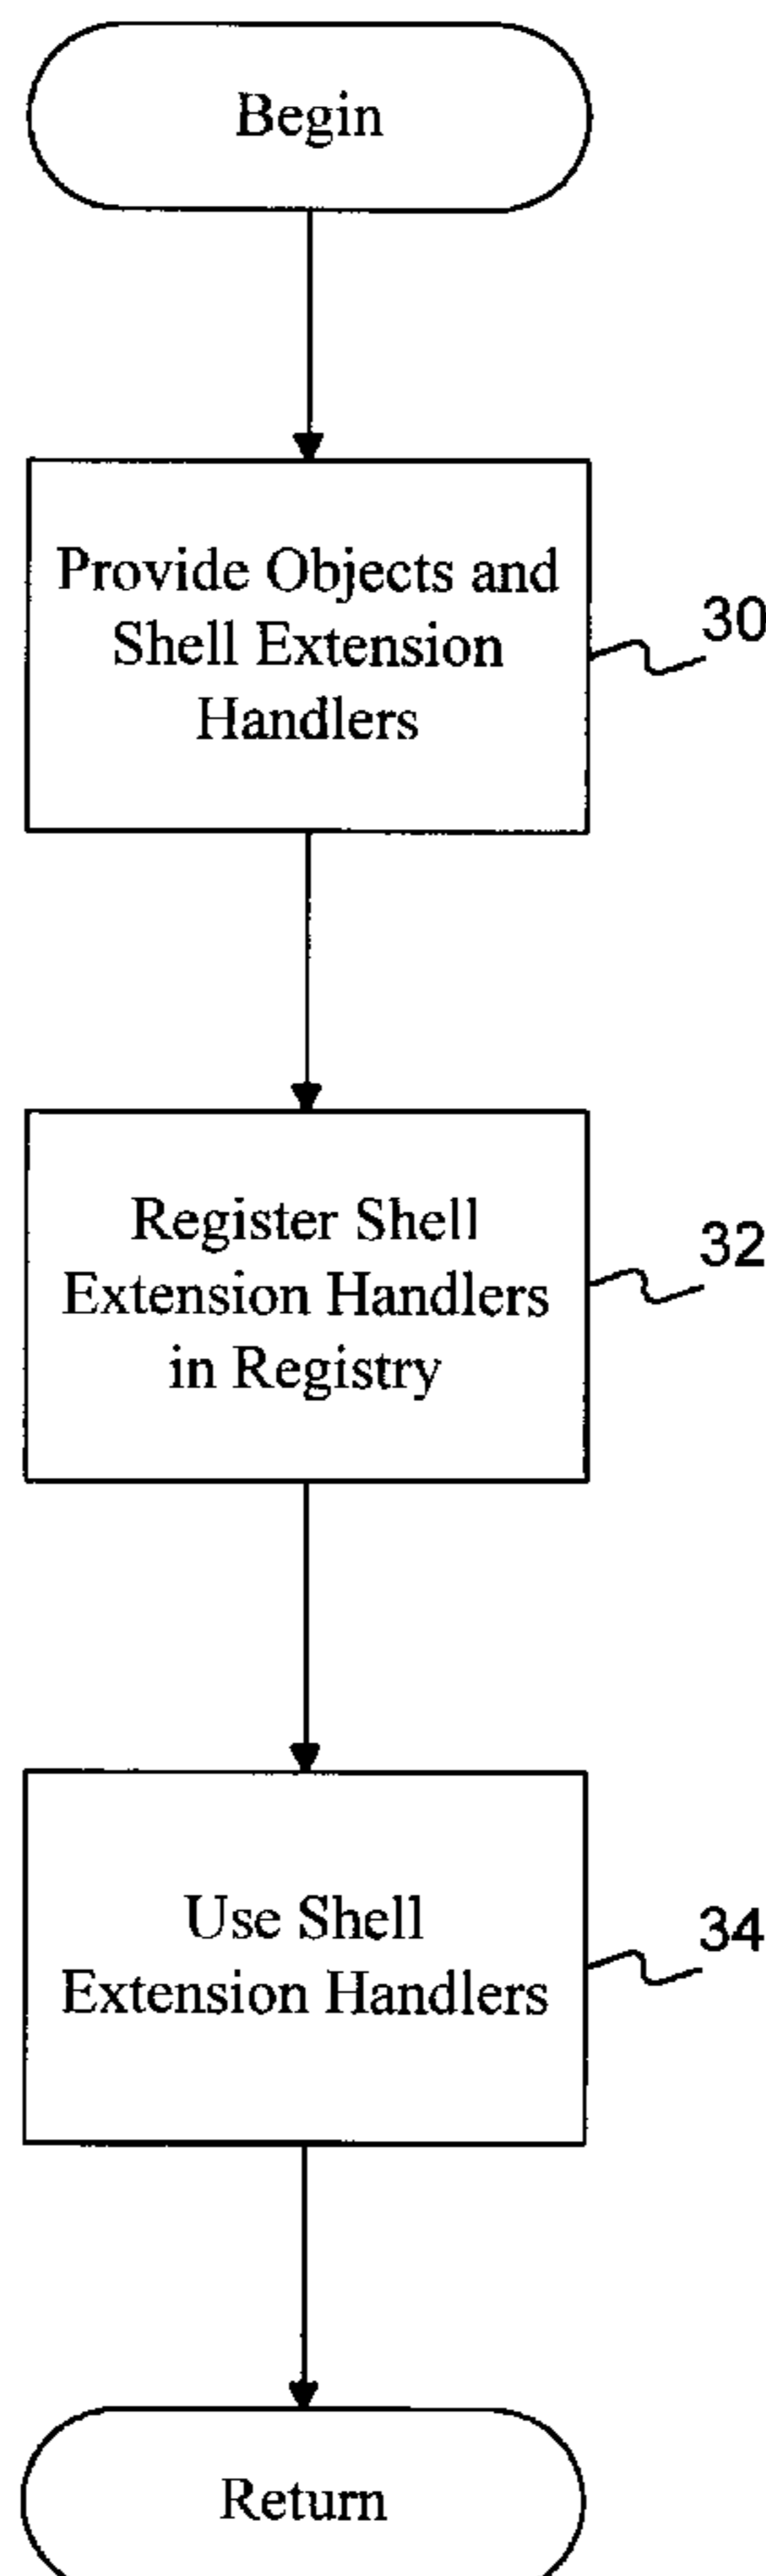 Begin
Provide Objects and
Shell Extension
Handlers
30
Register Shell
Extension Handlers
in Registry
32
Use Shell
Extension Handlers
34
Return